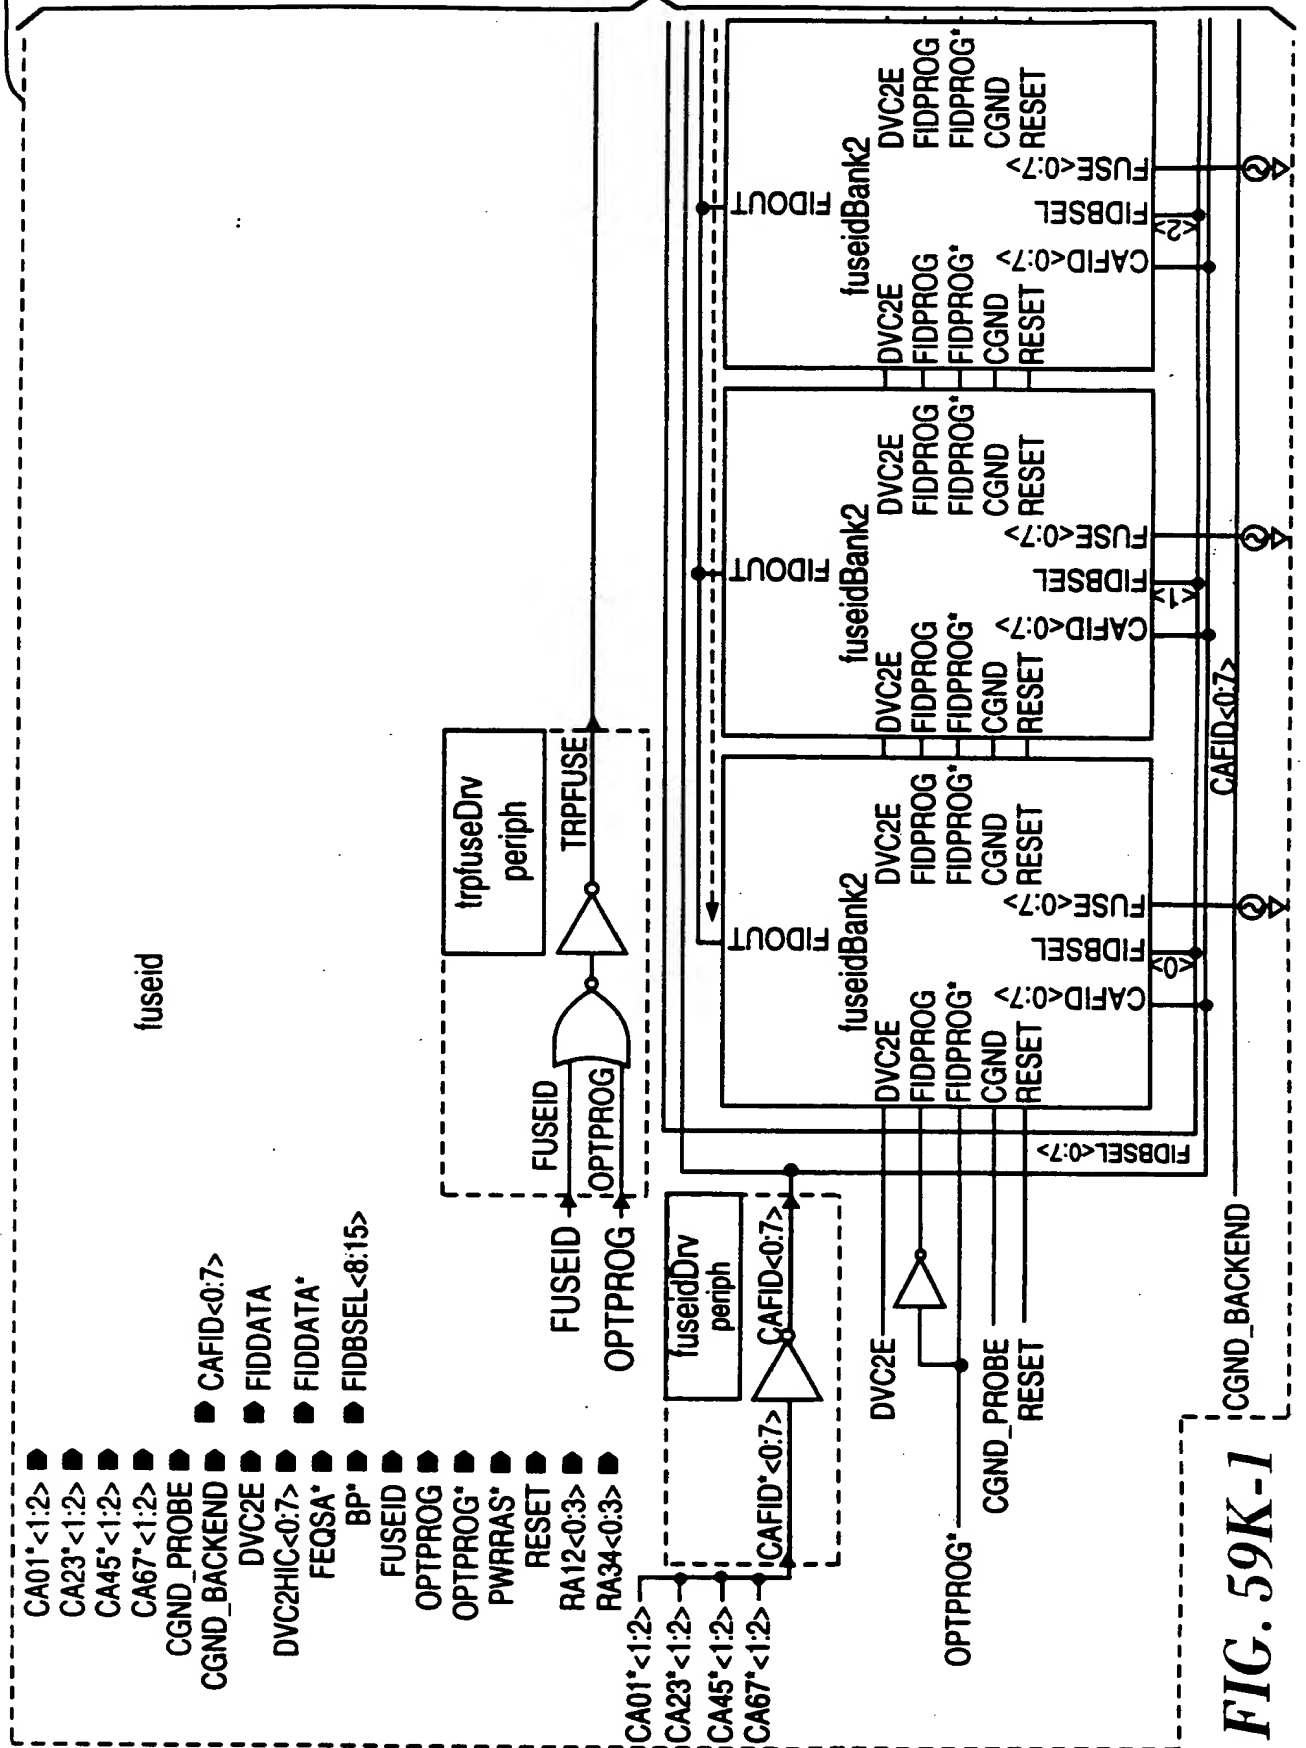 fuseid
CA01*<1:2>
CA23*<1:2>
CA45*<1:2>
CA67*<1:2>
CGND_PROBE
CGND_BACKEND
DVC2E
DVC2HIC<0:7>
FEQSA*
BP*
FUSEID
OPTPROG
OPTPROG*
PWRRAS*
RESET
RA12<0:3>
RA34<0:3>
CAFID<0:7>
FIDDATA
FIDDATA*
FIDBSEL<8:15>
trpfuseDrv
periph
FUSEID
FUSEID
TRPFUSE
OPTPROG
OPTPROG
fuseidDrv
periph
CA01*<1:2>
CA23*<1:2>
CA45*<1:2>
CA67*<1:2>
ICAFID*<0:7>
CAFID<0:7>
OPTPROG*
DVC2E
CGND_PROBE
RESET
CGND_BACKEND
FIDBSEL<0:7>
CAFID<0:7>
FIDOUT
fuseidBank2
DVC2E DVC2E
FIDPROG FIDPROG
FIDPROG* FIDPROG*
CGND CGND
RESET RESET
CAFID<0:7>
FIDBSEL
FUSE<0:7>
<0>
FIDOUT
fuseidBank2
DVC2E DVC2E
FIDPROG FIDPROG
FIDPROG* FIDPROG*
CGND CGND
RESET RESET
CAFID<0:7>
FIDBSEL
FUSE<0:7>
<1>
FIDOUT
fuseidBank2
DVC2E DVC2E
FIDPROG FIDPROG
FIDPROG* FIDPROG*
CGND CGND
RESET RESET
CAFID<0:7>
FIDBSEL
FUSE<0:7>
<2>
FIG. 59K-1